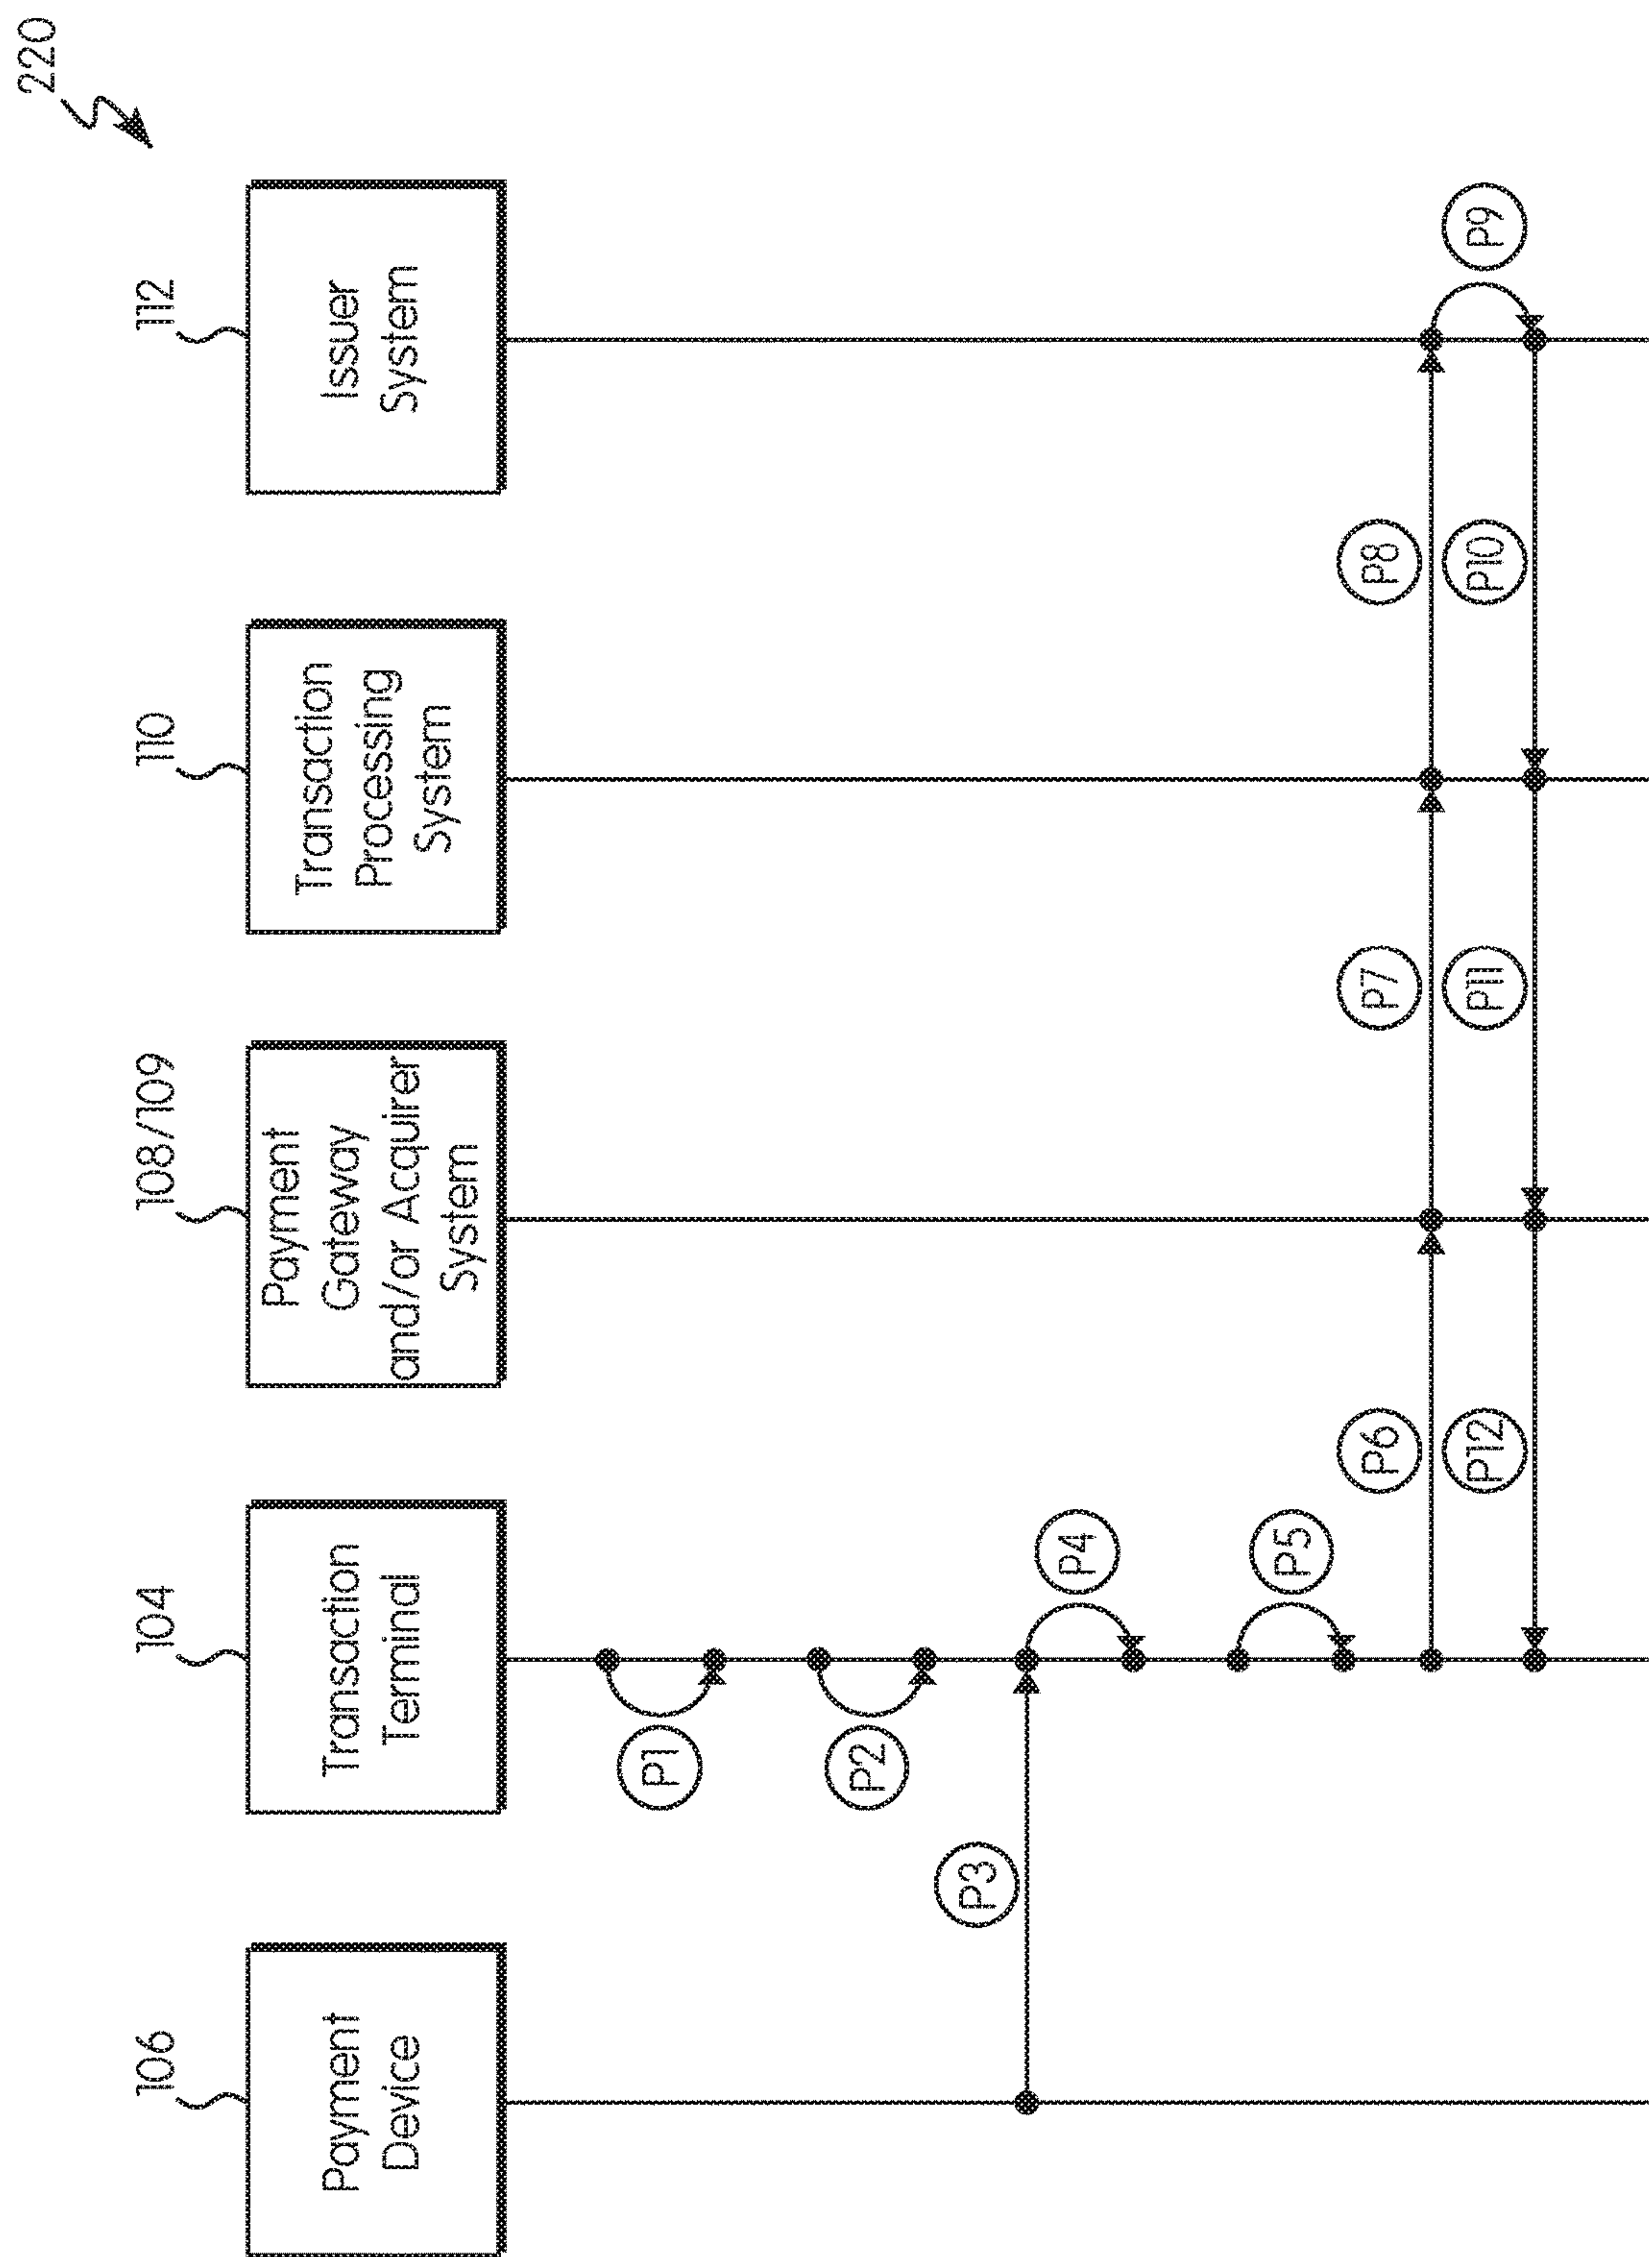 220
106
104
108/109
110
112
Payment
Device
Transaction
Terminal
Payment
Gateway
and/or Acquirer
System
Transaction
Processing
System
Issuer
System
P1
P2
P3
P4
P5
P6
P7
P8
P9
P12
P11
P10